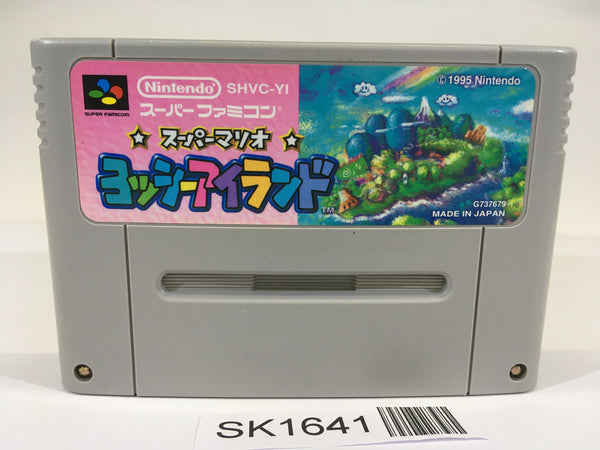 Nintendo SHVC-YI
スーパーファミコン®
SUPER FAMICOM
スーパーマリオ
ヨッシーアイランド
TM
© 1995 Nintendo
G737679
MADE IN JAPAN
SK1641